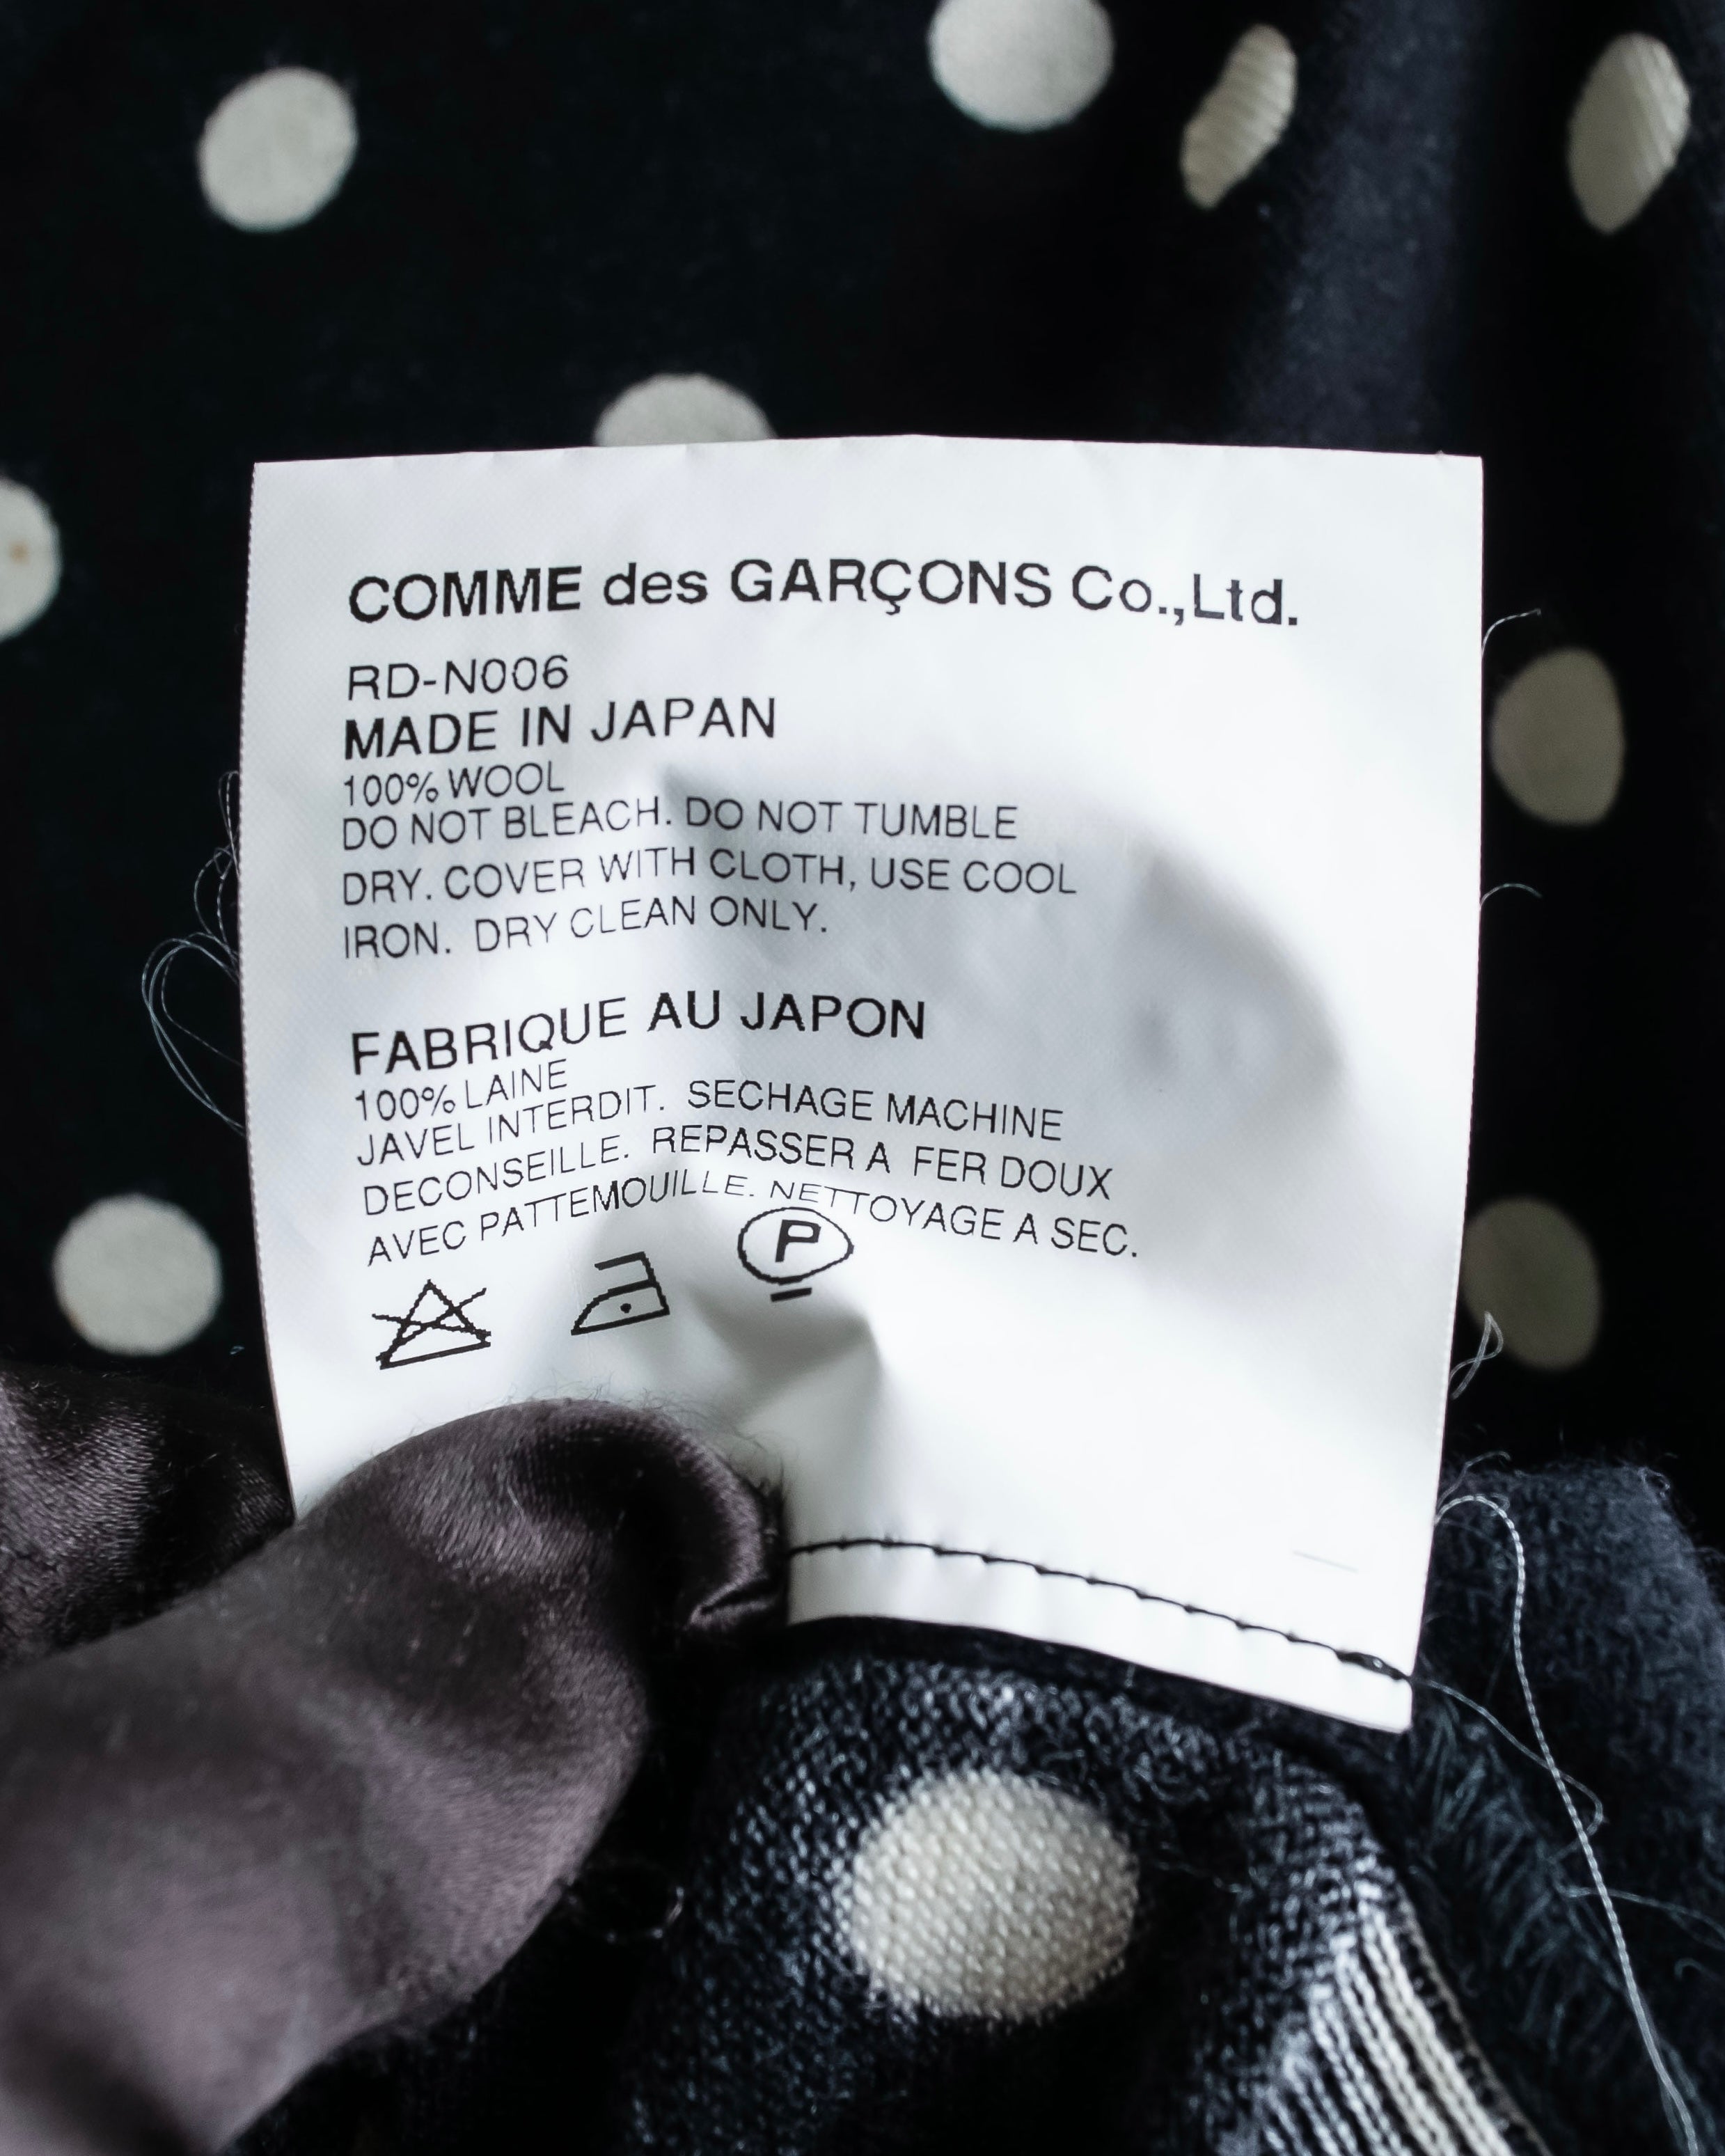 COMME des GARÇONS Co.,Ltd.
RD-N006
MADE IN JAPAN
100% WOOL
DO NOT BLEACH. DO NOT TUMBLE
DRY. COVER WITH CLOTH, USE COOL
IRON. DRY CLEAN ONLY.
FABRIQUE AU JAPON
100% LAINE
JAVEL INTERDIT. SECHAGE MACHINE
DECONSEILLE. REPASSER A FER DOUX
AVEC PATTEMOUILLE. NETTOYAGE A SEC.
P